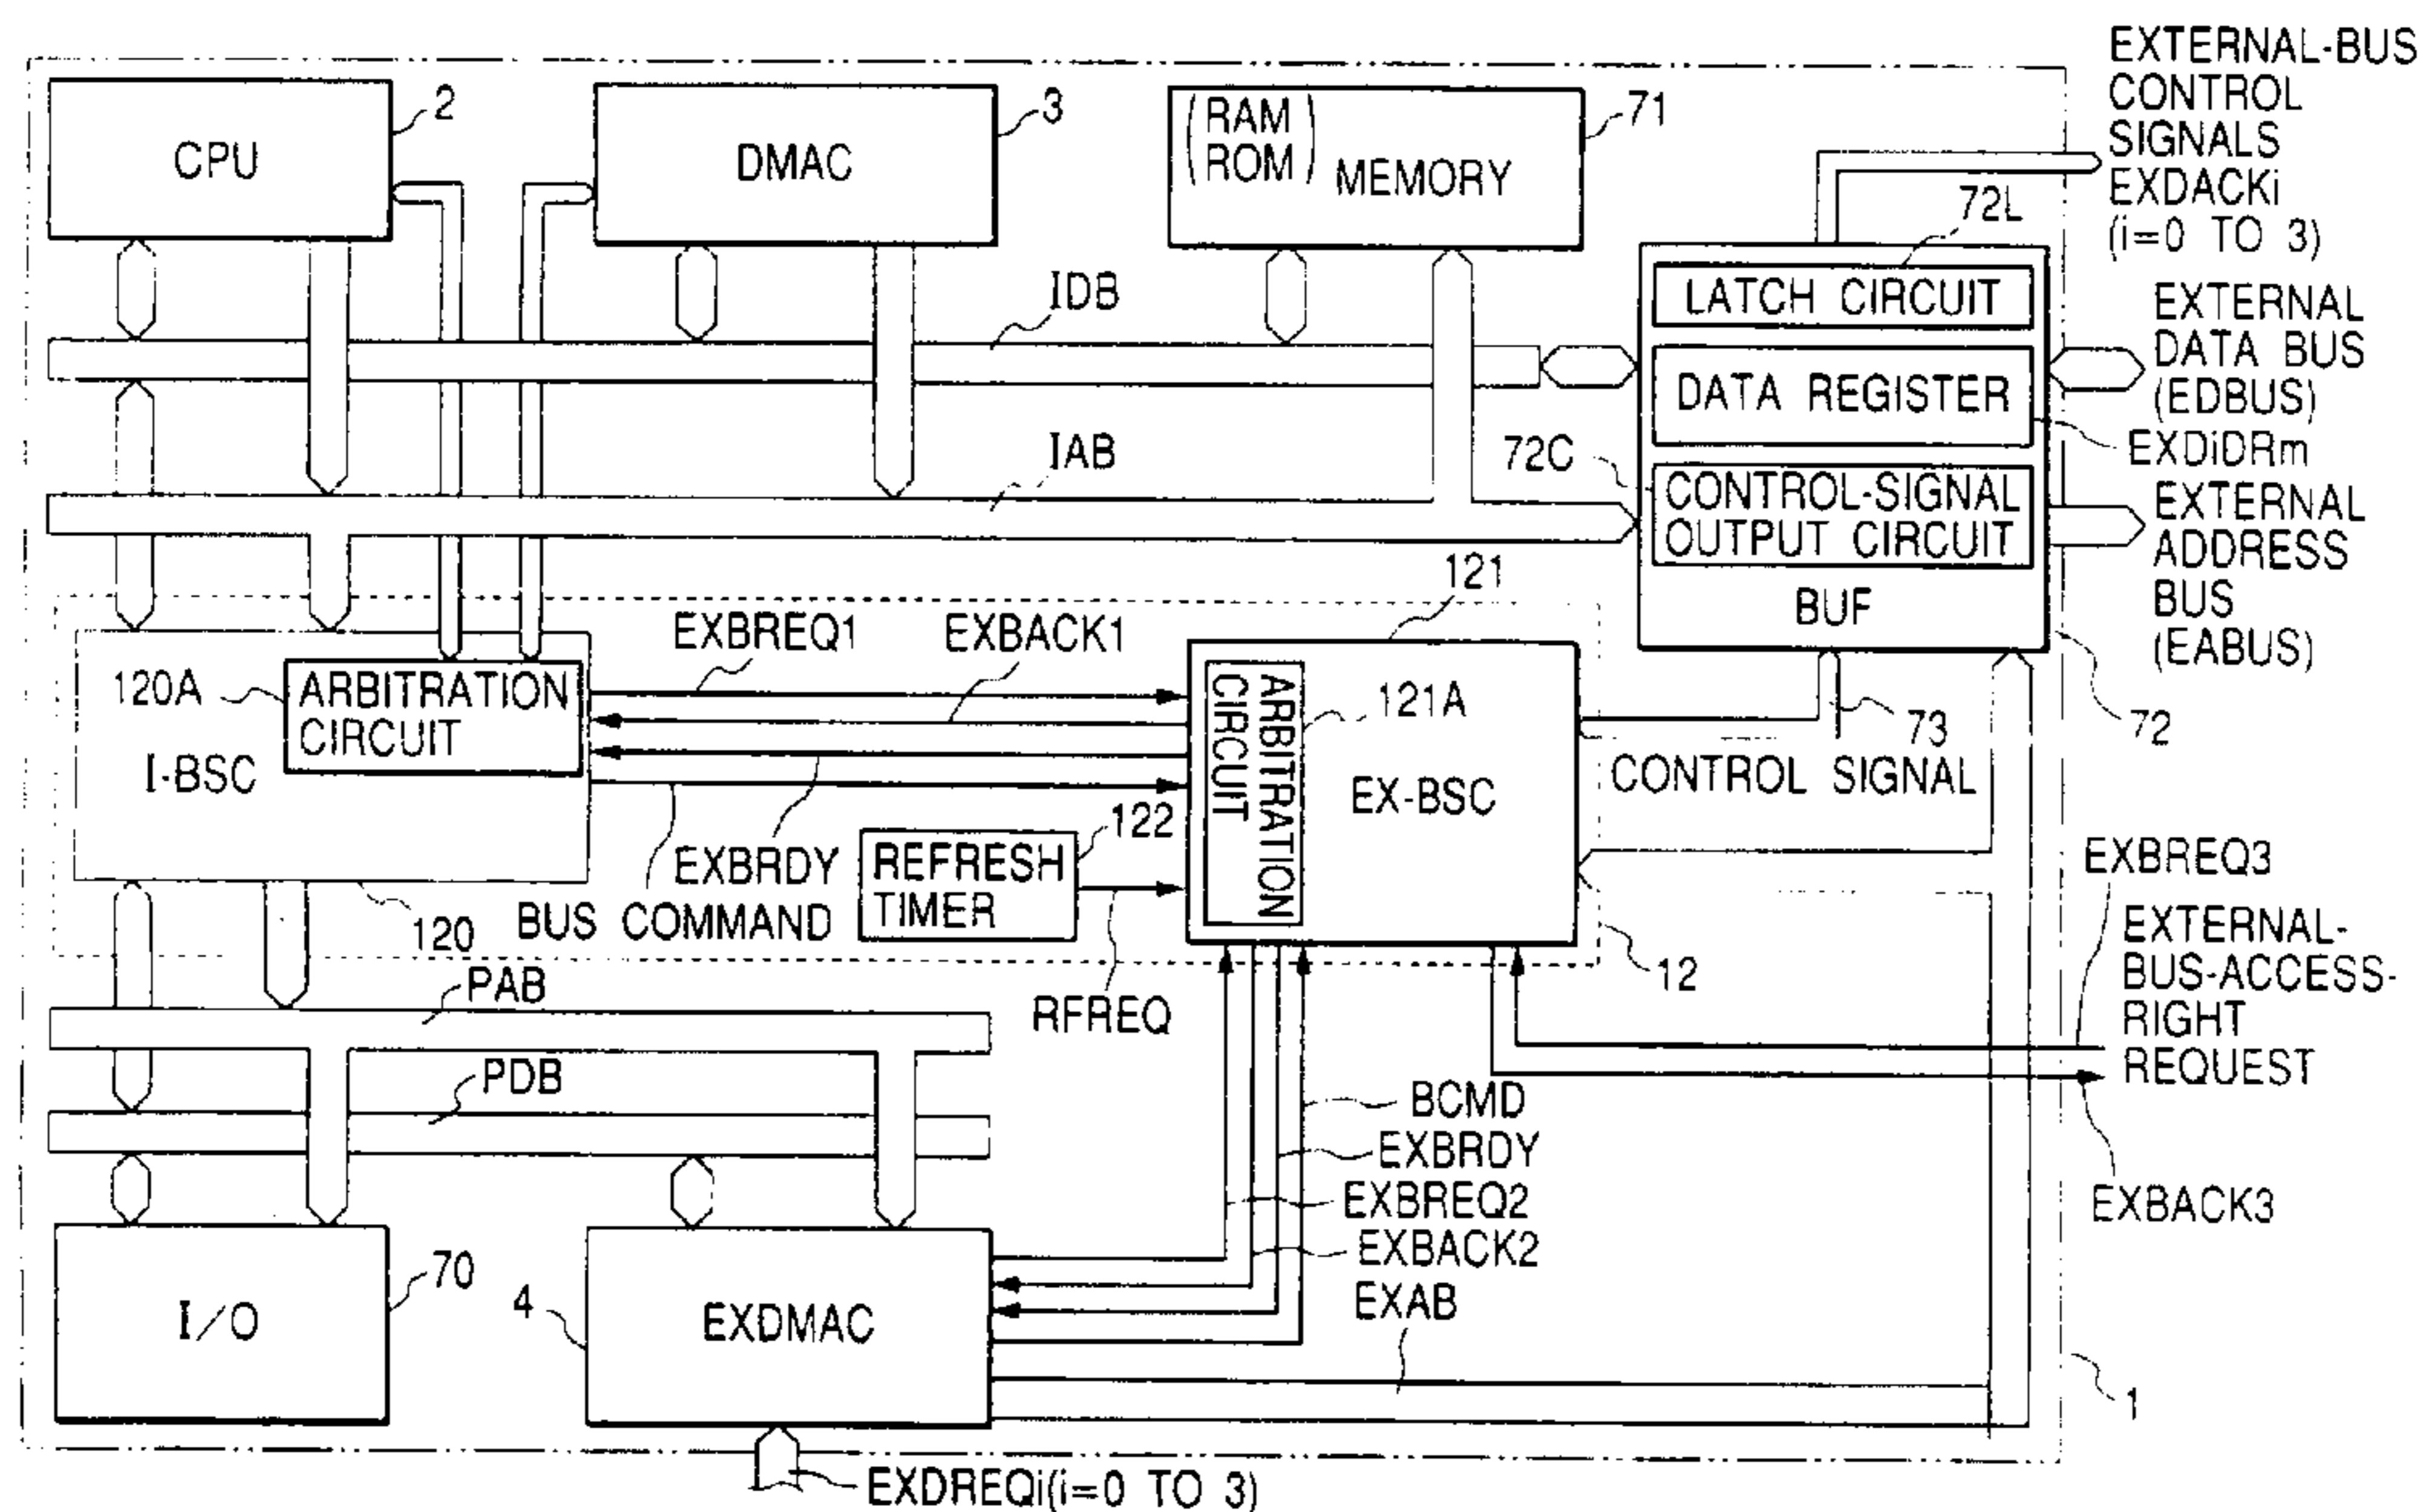 EXTERNAL-BUS
CONTROL
SIGNALS
EXDACKi
(i=0 TO 3)
CPU
2
DMAC
3
(RAM
ROM)
MEMORY
71
72L
LATCH CIRCUIT
EXTERNAL
DATA BUS
(EDBUS)
IDB
DATA REGISTER
EXDiDRm
IAB
72C
CONTROL-SIGNAL
OUTPUT CIRCUIT
EXTERNAL
ADDRESS
BUS
(EABUS)
BUF
121
EXBREQ1
EXBACK1
120A
ARBITRATION
CIRCUIT
I-BSC
ARBITRATION
CIRCUIT
121A
EX-BSC
73
72
CONTROL SIGNAL
122
EXBRDY
REFRESH
TIMER
BUS COMMAND
120
EXBREQ3
EXTERNAL-
BUS-ACCESS-
RIGHT
REQUEST
12
PAB
RFREQ
PDB
BCMD
EXBRDY
EXBREQ2
EXBACK2
EXAB
EXBACK3
I/O
70
4
EXDMAC
1
EXDREQi(i=0 TO 3)